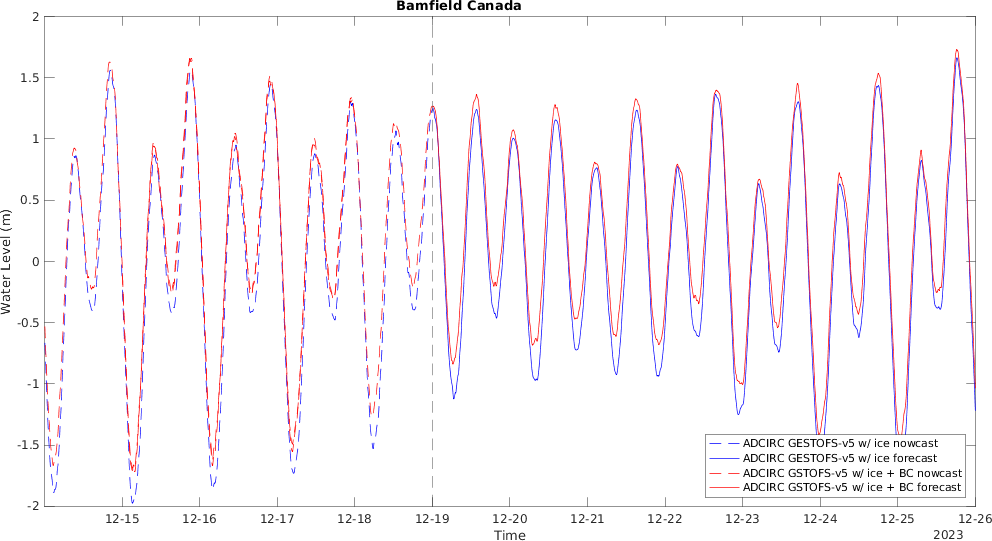 Bamfield Canada
2
1.5
1
0.5
0
-0.5
-1
-1.5
-2
Water Level (m)
12-15 12-16 12-17 12-18 12-19 12-20 12-21 12-22 12-23 12-24 12-25 12-26
Time
2023
ADCIRC GESTOFS-v5 w/ ice nowcast
ADCIRC GESTOFS-v5 w/ ice forecast
ADCIRC GSTOFS-v5 w/ ice + BC nowcast
ADCIRC GSTOFS-v5 w/ ice + BC forecast